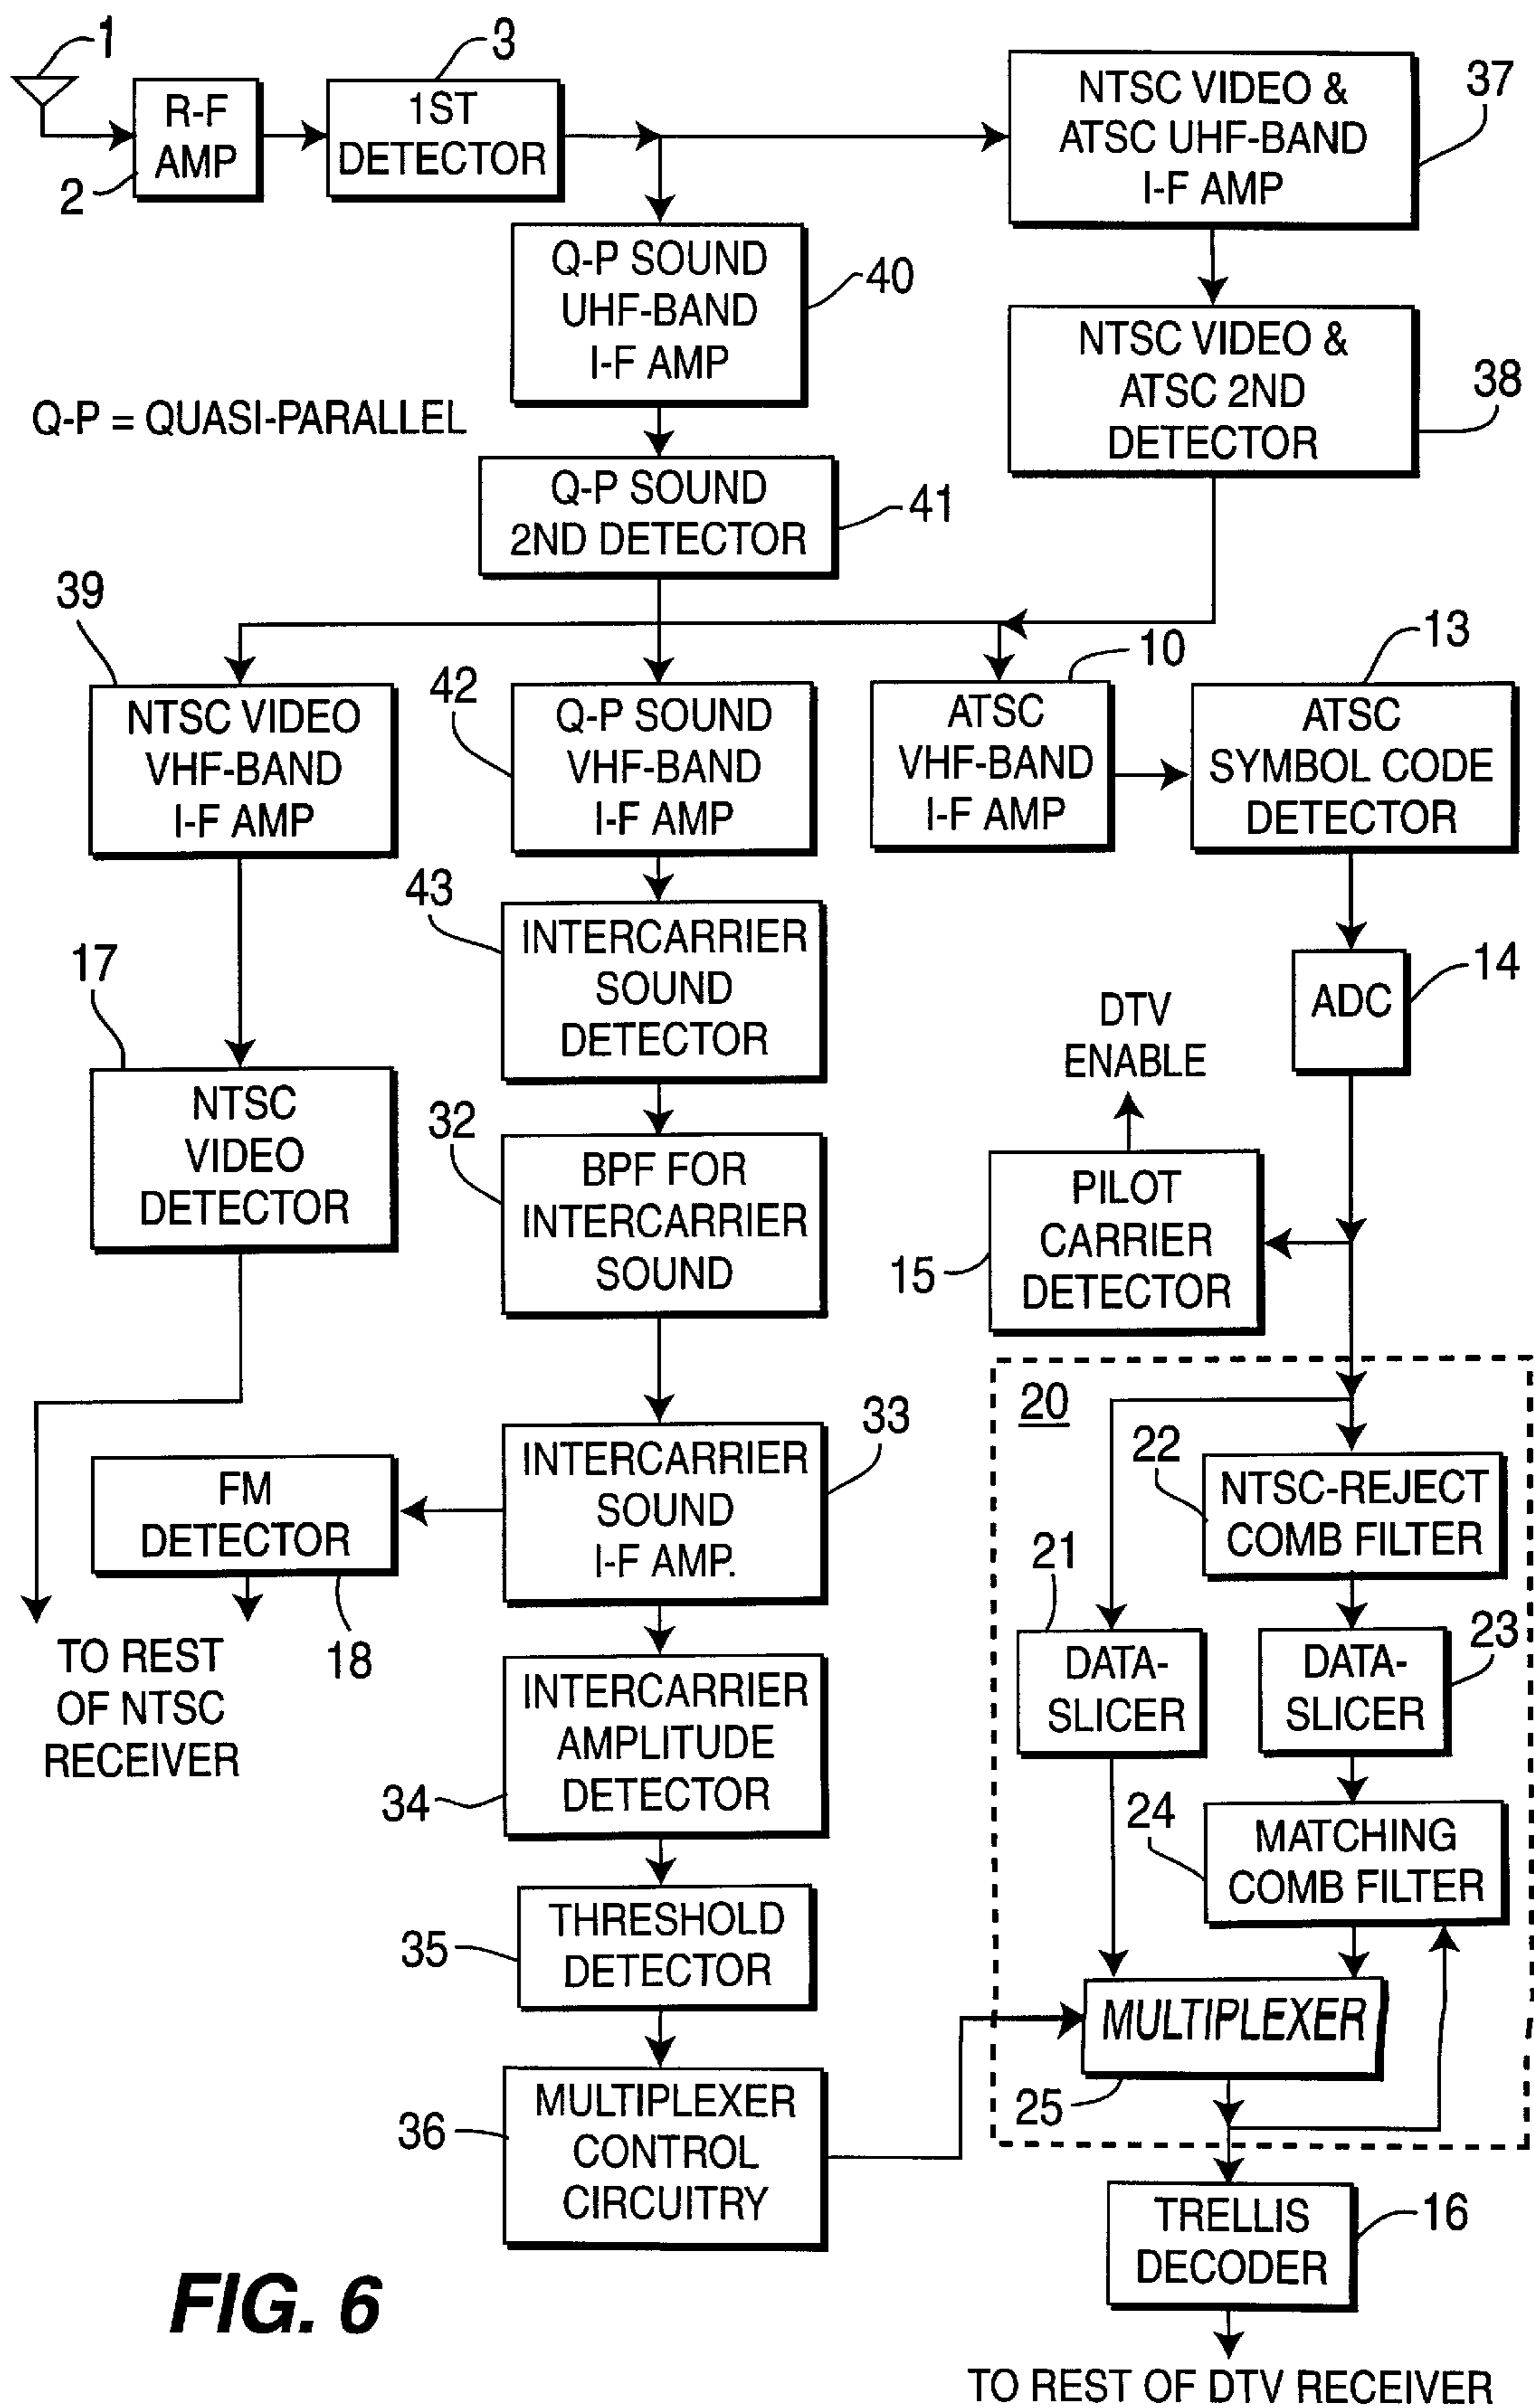 1
R-F
AMP
2
3
1ST
DETECTOR
NTSC VIDEO &
ATSC UHF-BAND
I-F AMP
37
Q-P SOUND
UHF-BAND
I-F AMP
40
NTSC VIDEO &
ATSC 2ND
DETECTOR
38
Q-P = QUASI-PARALLEL
Q-P SOUND
2ND DETECTOR
41
39
NTSC VIDEO
VHF-BAND
I-F AMP
42
Q-P SOUND
VHF-BAND
I-F AMP
10
ATSC
VHF-BAND
I-F AMP
13
ATSC
SYMBOL CODE
DETECTOR
43
INTERCARRIER
SOUND
DETECTOR
14
ADC
17
NTSC
VIDEO
DETECTOR
DTV
ENABLE
32
BPF FOR
INTERCARRIER
SOUND
15
PILOT
CARRIER
DETECTOR
20
33
INTERCARRIER
SOUND
I-F AMP.
FM
DETECTOR
18
TO REST
OF NTSC
RECEIVER
22
NTSC-REJECT
COMB FILTER
21
DATA-
SLICER
23
DATA-
SLICER
34
INTERCARRIER
AMPLITUDE
DETECTOR
24
MATCHING
COMB FILTER
35
THRESHOLD
DETECTOR
MULTIPLEXER
25
36
MULTIPLEXER
CONTROL
CIRCUITRY
TRELLIS
DECODER
16
FIG. 6
TO REST OF DTV RECEIVER